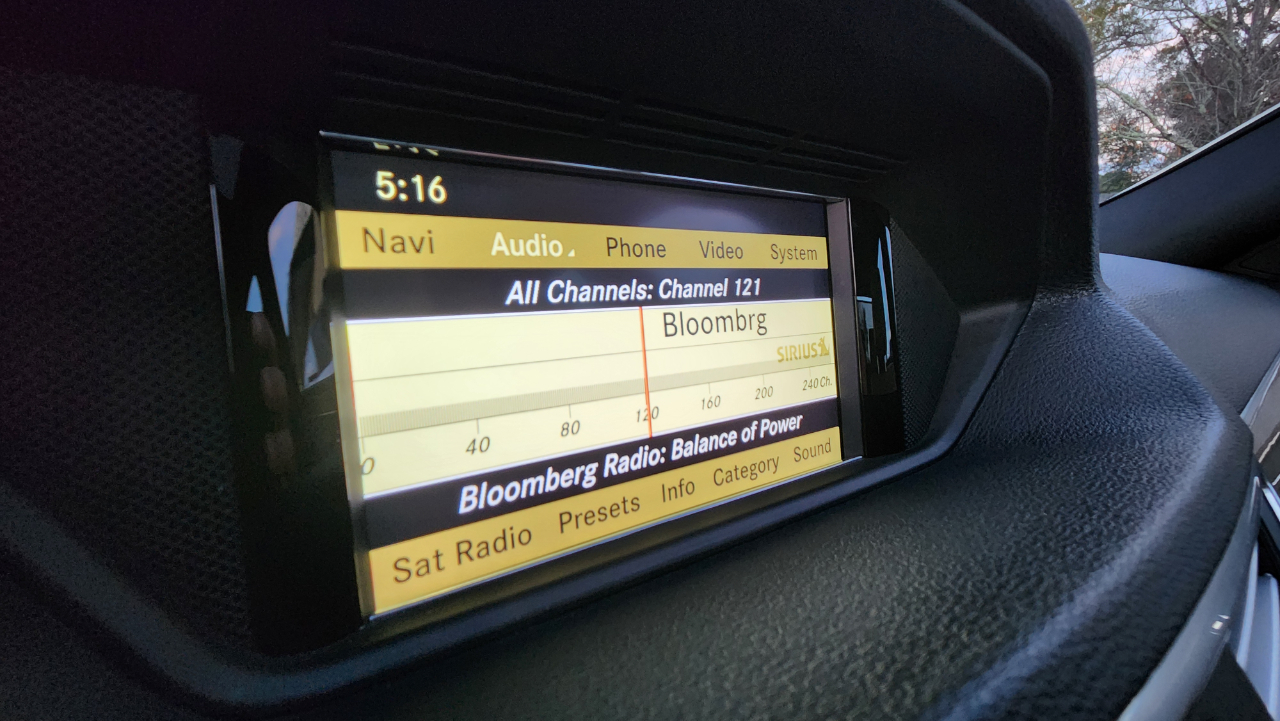 5:16
Navi Audio Phone Video System
All Channels: Channel 121
Bloombrg
SIRIUS
0 40 80 120 160 200 240 Ch.
Bloomberg Radio: Balance of Power
Sat Radio Presets Info Category Sound